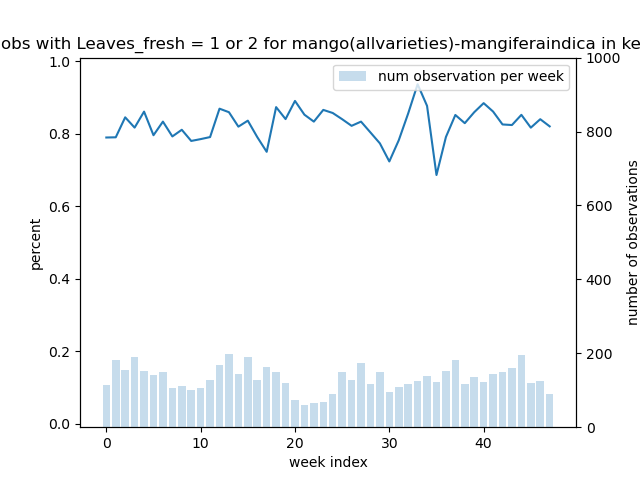 obs with Leaves_fresh = 1 or 2 for mango(allvarieties)-mangiferaindica in ke
num observation per week
1.0
0.8
0.6
0.4
0.2
0.0
percent
1000
800
600
400
200
0
number of observations
0 10 20 30 40
week index